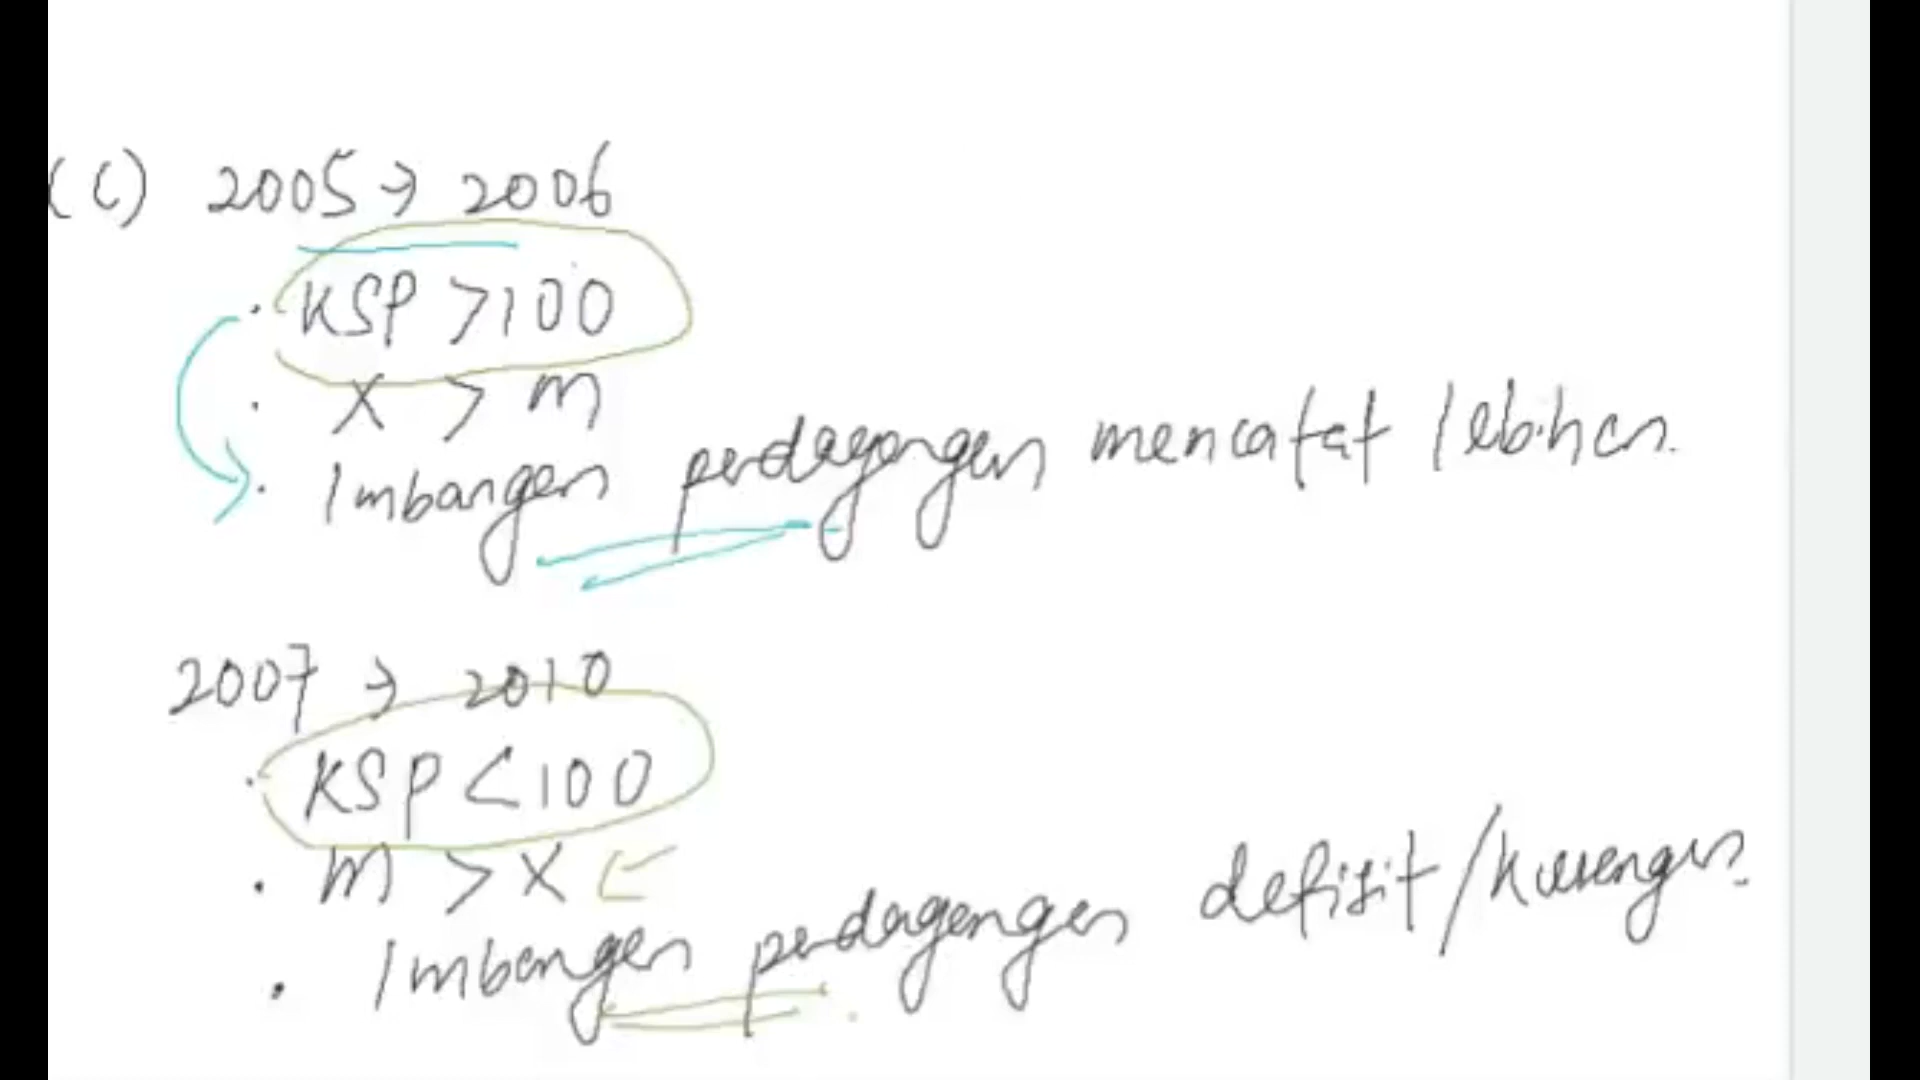 (c) 2005 → 2006
· KSP > 100
· X > m
· Imbangan perdagangan mencatat lebihan.
2007 → 2010
· KSP < 100
· m > X
· Imbangan perdagangan defisit/kurangan.